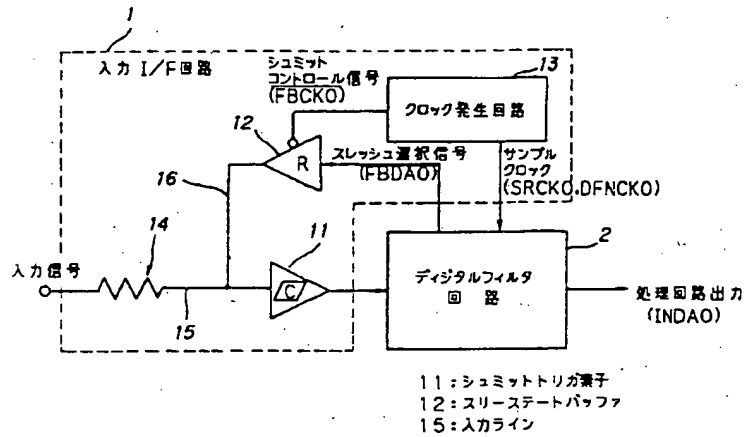 1
入力 I/F回路
シュミット
コントロール信号
(FBCKO)
13
クロック発生回路
12
R
スレッシュ選択信号
(FBDAO)
サンプル
クロック
(SRCKO.DFNCKO)
16
14
11
C
2
入力信号
15
ディジタルフィルタ
回路
処理回路出力
(INDAO)
11:シュミットトリガ素子
12:スリーステートバッファ
15:入力ライン